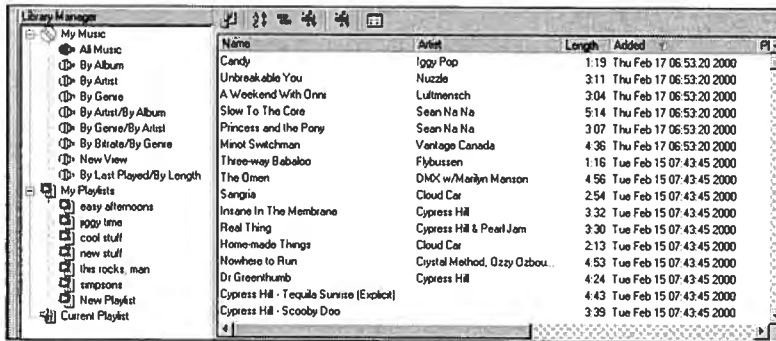 Library Manager
My Music
All Music
By Album
By Artist
By Genre
By Artist/By Album
By Genre/By Artist
By Bitrate/By Genre
New View
By Last Played/By Length
My Playlists
easy afternoons
iggy time
cool stuff
new stuff
this rocks, man
simpsons
New Playlist
Current Playlist
Name Artist Length Added Pl
Candy Iggy Pop 1:19 Thu Feb 17 06:53:20 2000
Unbreakable You Nuzzle 3:11 Thu Feb 17 06:53:20 2000
A Weekend With Onni Lultmensch 3:04 Thu Feb 17 06:53:20 2000
Slow To The Core Sean Na Na 5:14 Thu Feb 17 06:53:20 2000
Princess and the Pony Sean Na Na 3:07 Thu Feb 17 06:53:20 2000
Minot Switchman Vantage Canada 4:36 Thu Feb 17 06:53:20 2000
Three-way Babaloo Flybussen 1:16 Tue Feb 15 07:43:45 2000
The Omen DMX w/Marilyn Manson 4:56 Tue Feb 15 07:43:45 2000
Sangria Cloud Car 2:54 Tue Feb 15 07:43:45 2000
Insane In The Membrane Cypress Hill 3:32 Tue Feb 15 07:43:45 2000
Real Thing Cypress Hill & Pearl Jam 3:30 Tue Feb 15 07:43:45 2000
Home-made Things Cloud Car 2:13 Tue Feb 15 07:43:45 2000
Nowhere to Run Crystal Method, Ozzy Ozbou... 4:53 Tue Feb 15 07:43:45 2000
Dr Greenthumb Cypress Hill 4:24 Tue Feb 15 07:43:45 2000
Cypress Hill - Tequila Sunrise (Explicit) 4:43 Tue Feb 15 07:43:45 2000
Cypress Hill - Scooby Doo 3:39 Tue Feb 15 07:43:45 2000